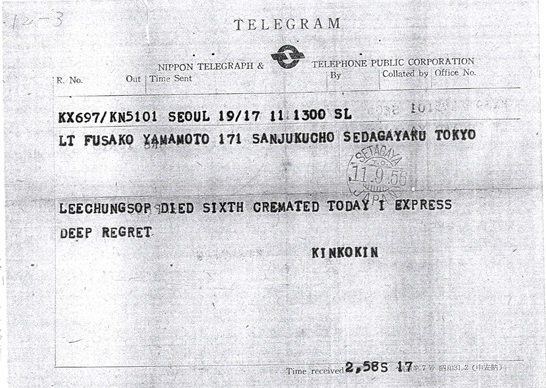 12-3
TELEGRAM
NIPPON TELEGRAPH & TELEPHONE PUBLIC CORPORATION
R. No. Out Time Sent By Collated by Office No.
KX697/KN5101 SEOUL 19/17 11 1300 SL
LT FUSAKO YAMAMOTO 171 SANJUKUCHO SEDAGAYAKU TOKYO
SETAGAYA
11.9.56
JAPAN
LEECHUNGSOP DIED SIXTH CREMATED TODAY I EXPRESS
DEEP REGRET
KINKOKIN
Time received 2,58S 17